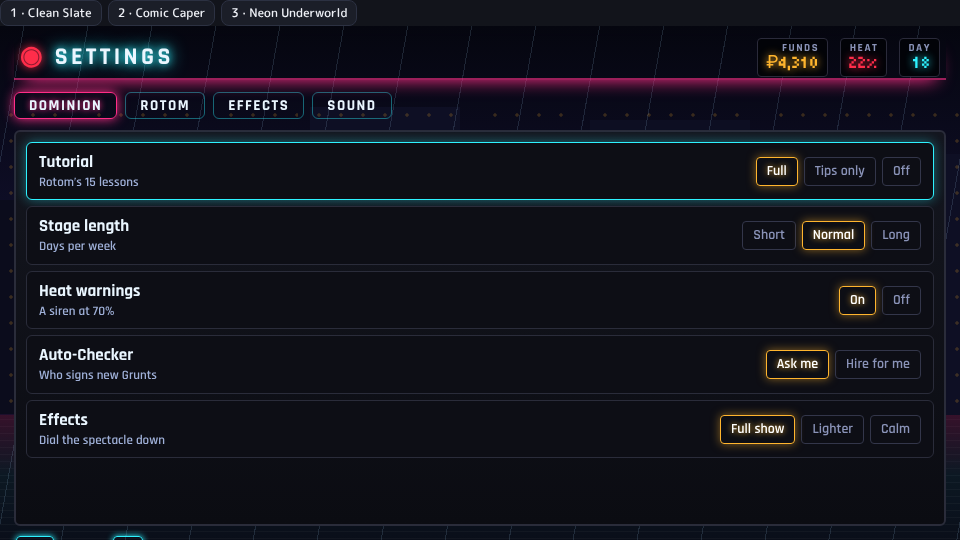 1 · Clean Slate
2 · Comic Caper
3 · Neon Underworld
SETTINGS
FUNDS
₽4,310
HEAT
22%
DAY
18
DOMINION
ROTOM
EFFECTS
SOUND
Tutorial
Rotom's 15 lessons
Full
Tips only
Off
Stage length
Days per week
Short
Normal
Long
Heat warnings
A siren at 70%
On
Off
Auto-Checker
Who signs new Grunts
Ask me
Hire for me
Effects
Dial the spectacle down
Full show
Lighter
Calm